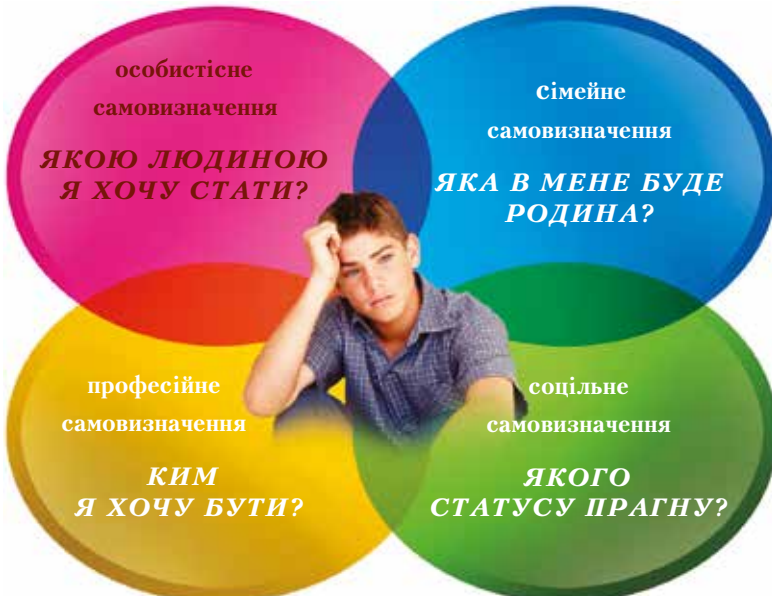 особистісне
самовизначення
ЯКОЮ ЛЮДИНОЮ
Я ХОЧУ СТАТИ?
сімейне
самовизначення
ЯКА В МЕНЕ БУДЕ
РОДИНА?
професійне
самовизначення
КИМ
Я ХОЧУ БУТИ?
соцільне
самовизначення
ЯКОГО
СТАТУСУ ПРАГНУ?